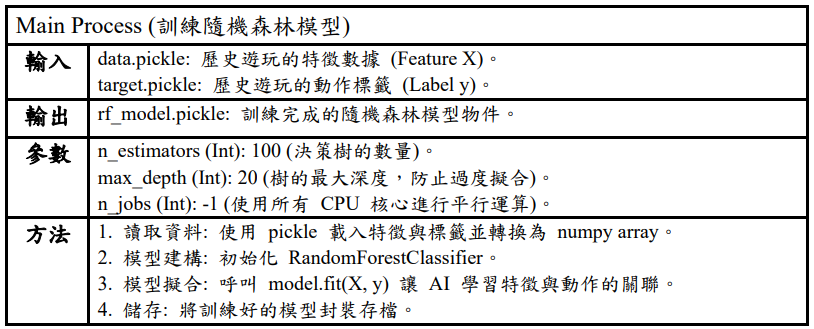 Main Process (訓練隨機森林模型)
輸入
data.pickle: 歷史遊玩的特徵數據 (Feature X)。
target.pickle: 歷史遊玩的動作標籤 (Label y)。
輸出
rf_model.pickle: 訓練完成的隨機森林模型物件。
參數
n_estimators (Int): 100 (決策樹的數量)。
max_depth (Int): 20 (樹的最大深度，防止過度擬合)。
n_jobs (Int): -1 (使用所有 CPU 核心進行平行運算)。
方法
1. 讀取資料: 使用 pickle 載入特徵與標籤並轉換為 numpy array。
2. 模型建構: 初始化 RandomForestClassifier。
3. 模型擬合: 呼叫 model.fit(X, y) 讓 AI 學習特徵與動作的關聯。
4. 儲存: 將訓練好的模型封裝存檔。